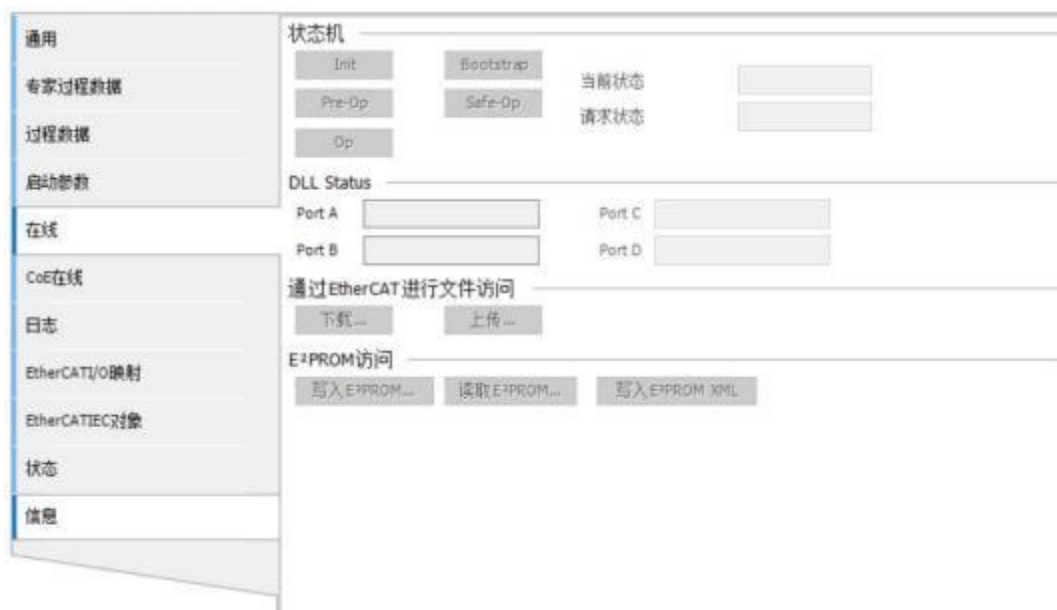 通用
专家过程数据
过程数据
启动参数
在线
CoE在线
日志
EtherCATI/O映射
EtherCATIEC对象
状态
信息
状态机
Init
Bootstrap
当前状态
Pre-Op
Safe-Op
请求状态
Op
DLL Status
Port A
Port C
Port B
Port D
通过EtherCAT进行文件访问
下载...
上传...
E²PROM访问
写入E²PROM...
读取E²PROM...
写入E²PROM XML